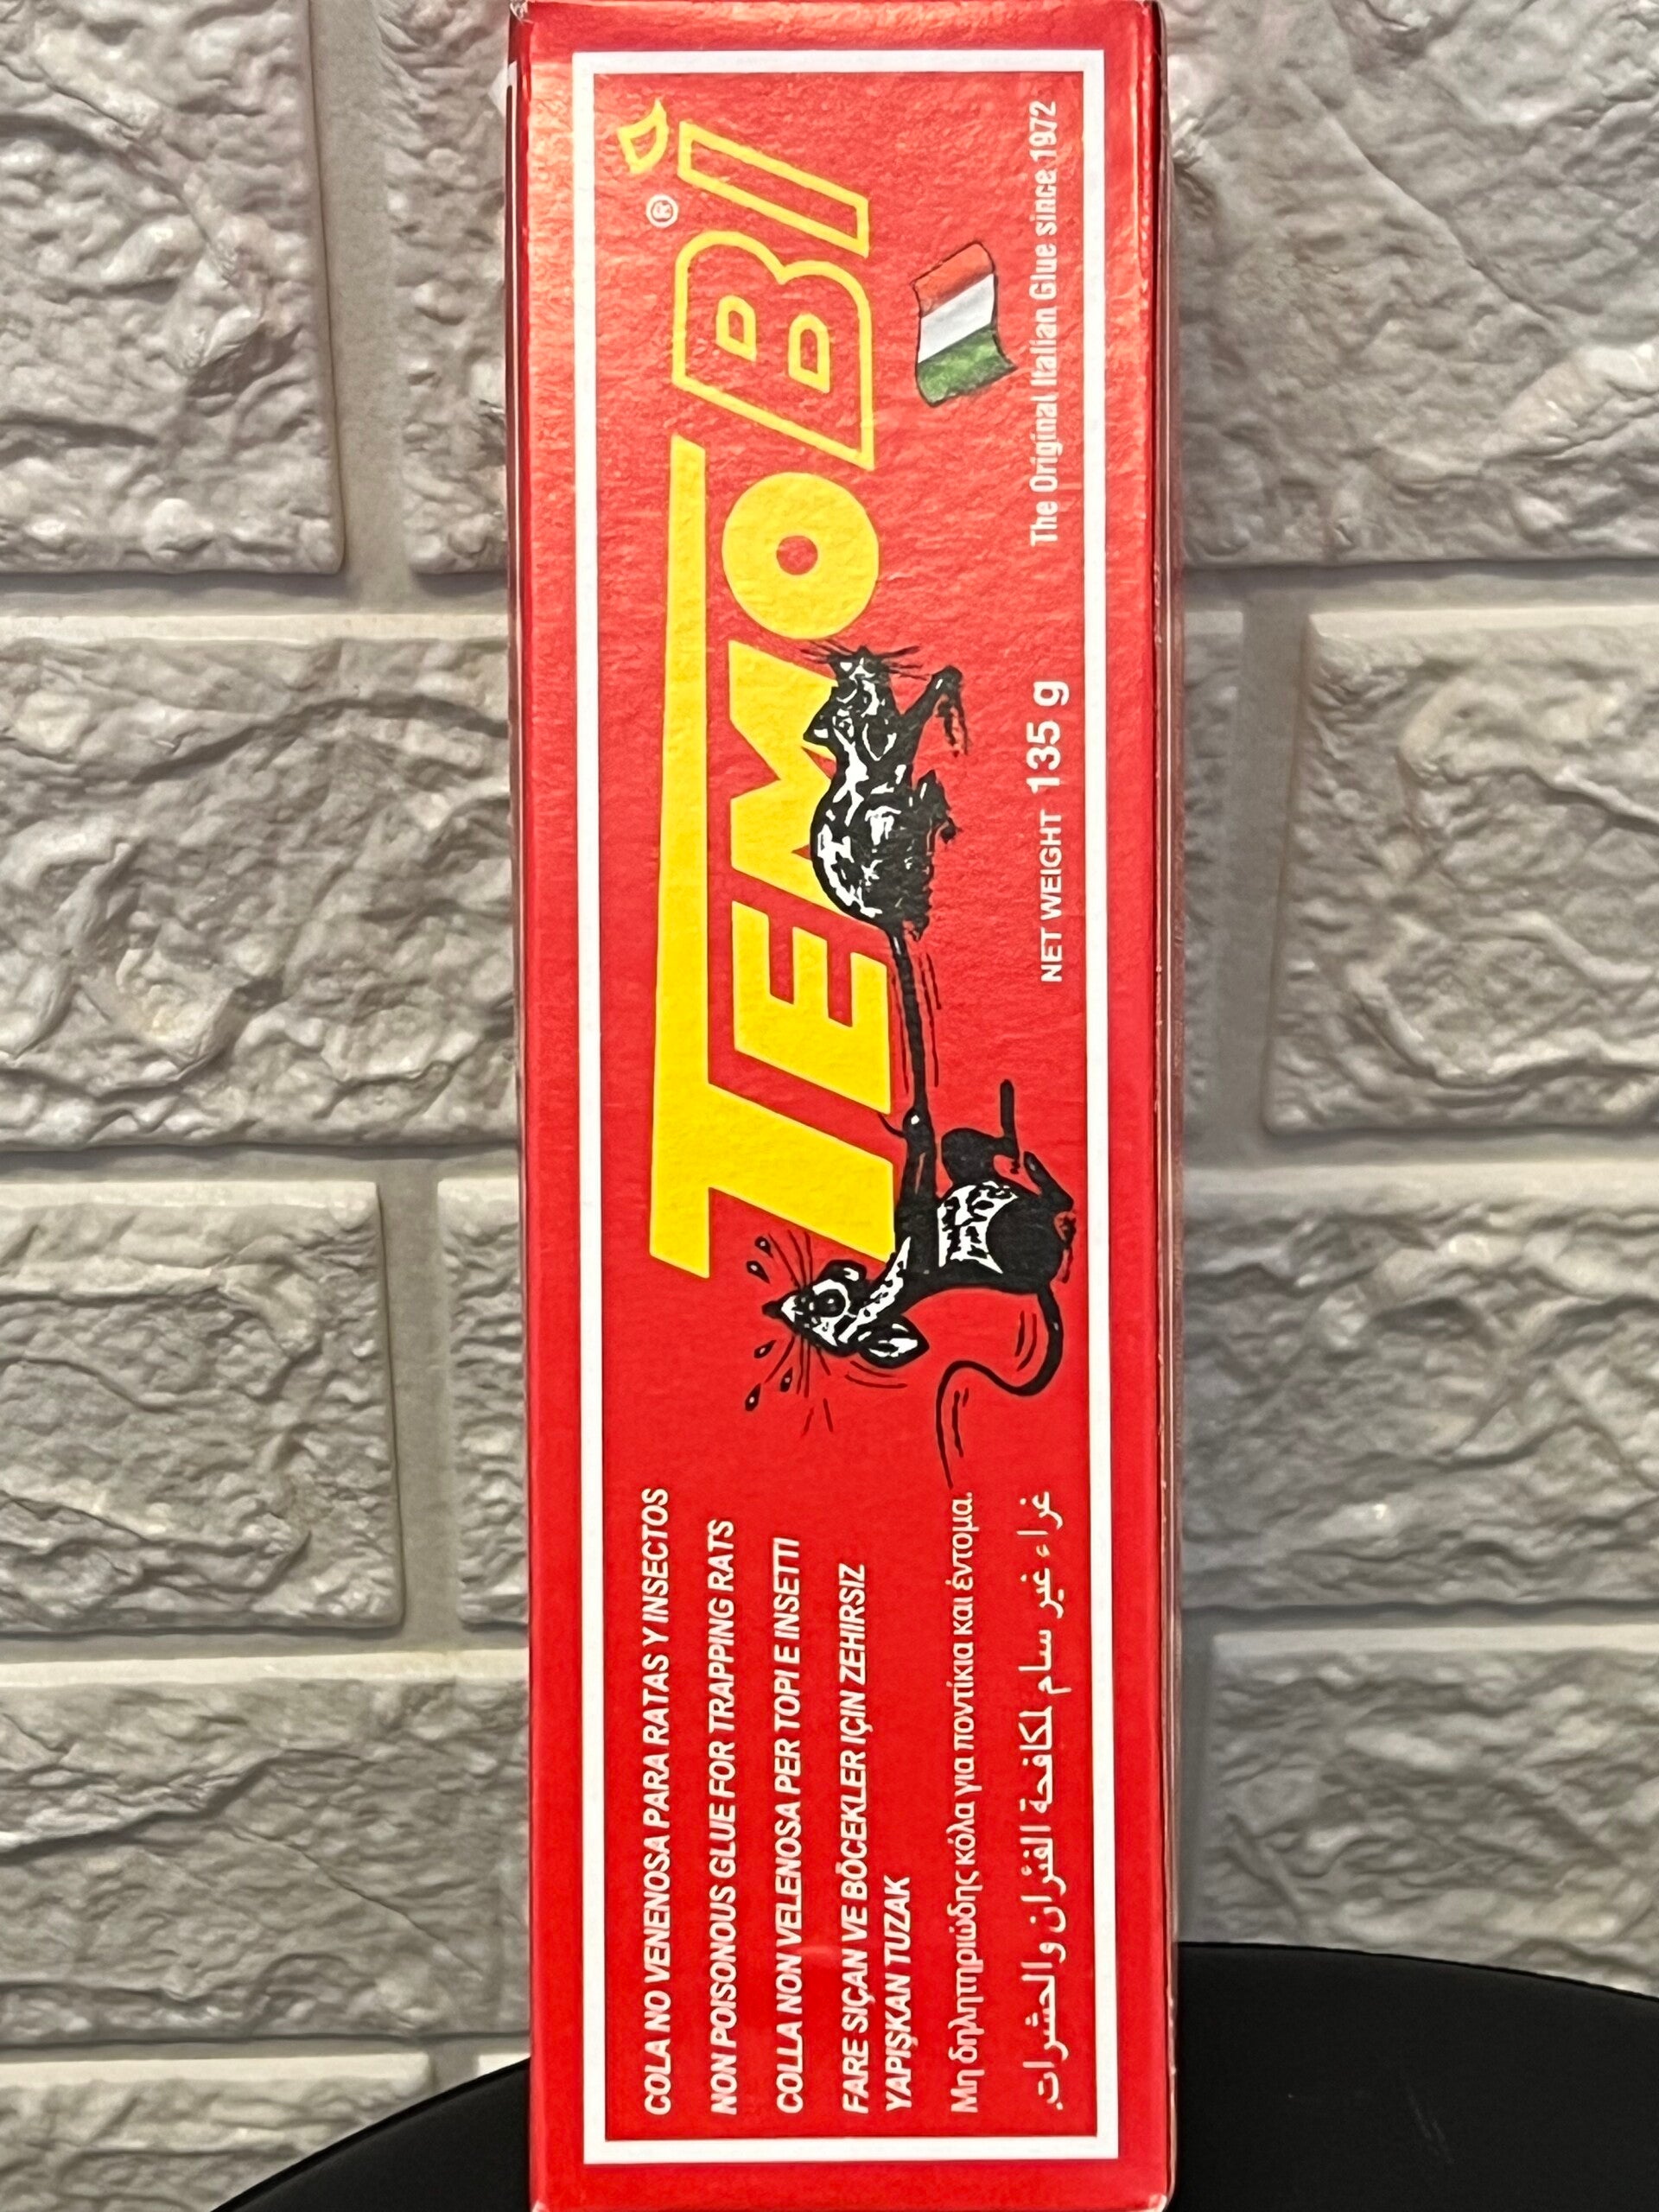 COLA NO VENENOSA PARA RATAS Y INSECTOS
NON POISONOUS GLUE FOR TRAPPING RATS
COLLA NON VELENOSA PER TOPI E INSETTI
FARE SIÇAN VE BÖCEKLER IÇIN ZEHIRSIZ
YAPIŞKAN TUZAK
Μη δηλητηριώδης κόλα για ποντίκια και έντομα.
غراء غير سام لمكافحة الفئران والحشرات.
TEMOBÌ®
NET WEIGHT 135 g
The Original Italian Glue since 1972